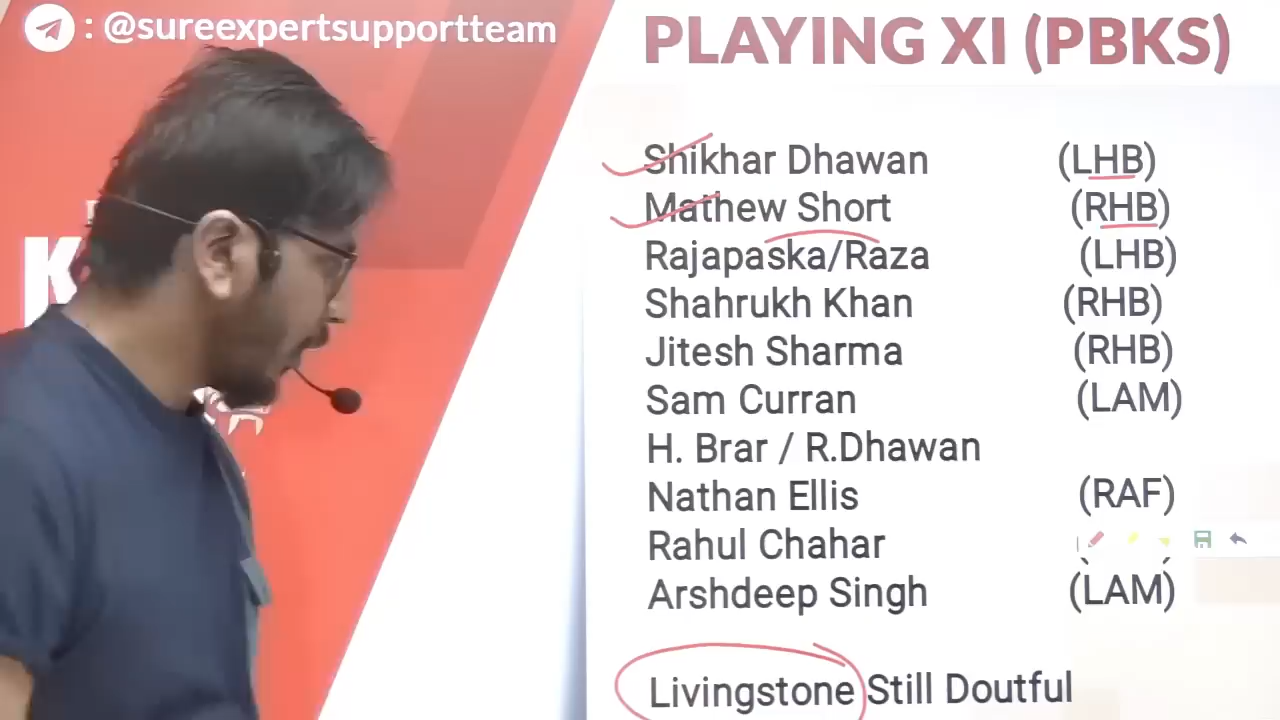 : @sureexpertsupportteam
PLAYING XI (PBKS)
Shikhar Dhawan (LHB)
Mathew Short (RHB)
Rajapaska/Raza (LHB)
Shahrukh Khan (RHB)
Jitesh Sharma (RHB)
Sam Curran (LAM)
H. Brar / R.Dhawan
Nathan Ellis (RAF)
Rahul Chahar
Arshdeep Singh (LAM)
Livingstone Still Doutful